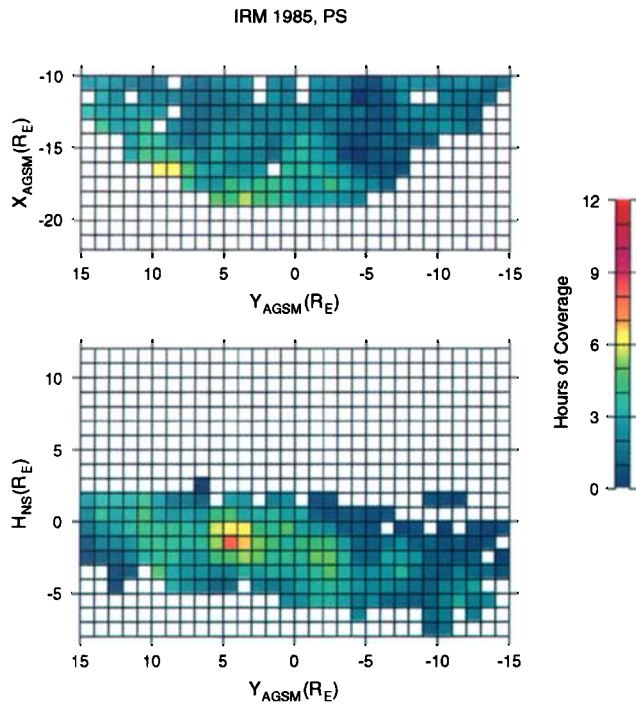 IRM 1985, PS
-10
-15
-20
X_AGSM(R_E)
15 10 5 0 -5 -10 -15
Y_AGSM(R_E)
12
9
6
3
0
Hours of Coverage
10
5
0
-5
H_NS(R_E)
15 10 5 0 -5 -10 -15
Y_AGSM(R_E)